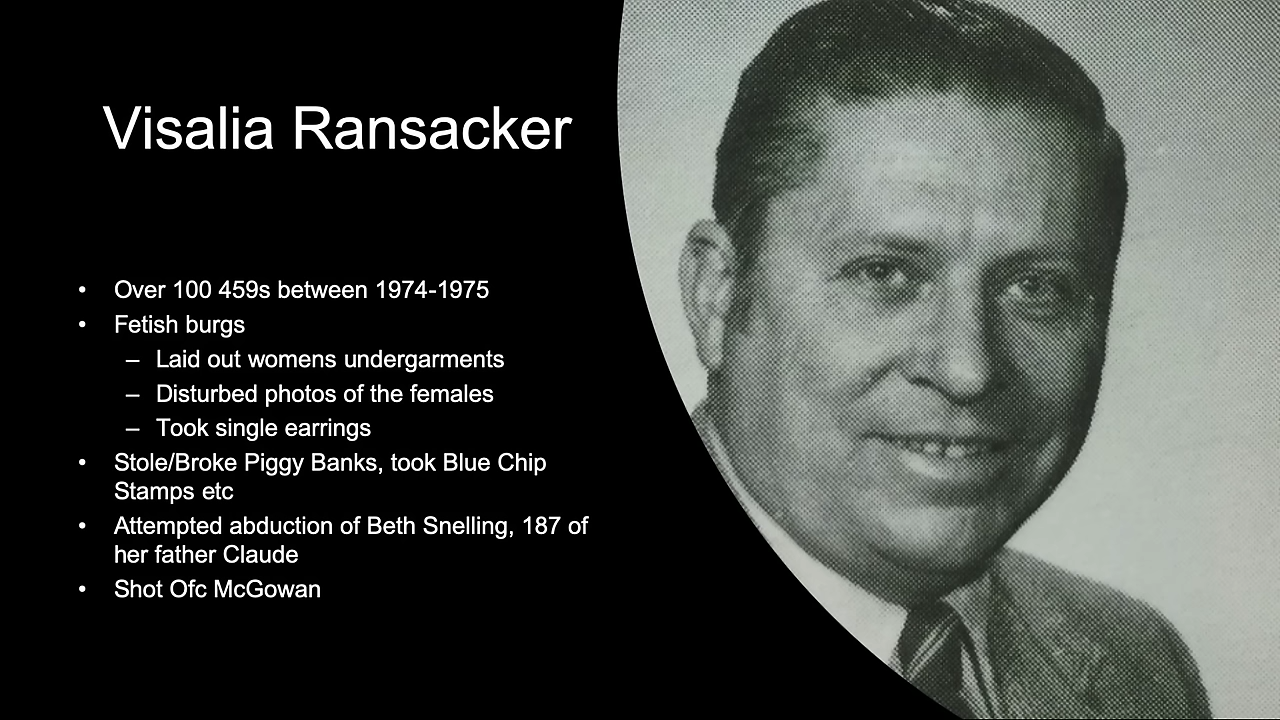 Visalia Ransacker
• Over 100 459s between 1974-1975
• Fetish burgs
– Laid out womens undergarments
– Disturbed photos of the females
– Took single earrings
• Stole/Broke Piggy Banks, took Blue Chip
Stamps etc
• Attempted abduction of Beth Snelling, 187 of
her father Claude
• Shot Ofc McGowan